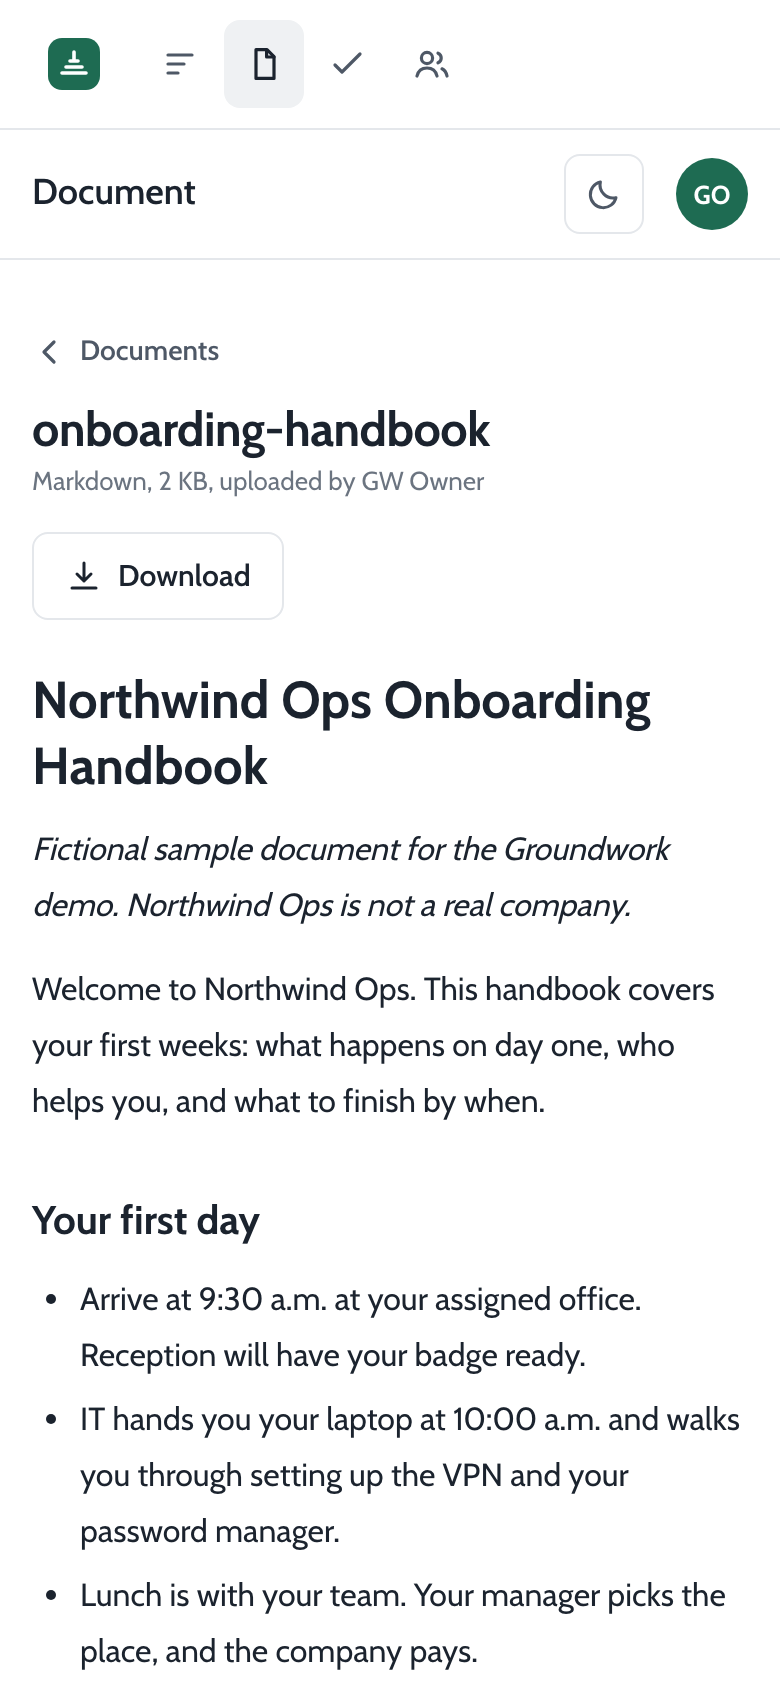 Document
GO
Documents
onboarding-handbook
Markdown, 2 KB, uploaded by GW Owner
Download
Northwind Ops Onboarding
Handbook
Fictional sample document for the Groundwork
demo. Northwind Ops is not a real company.
Welcome to Northwind Ops. This handbook covers
your first weeks: what happens on day one, who
helps you, and what to finish by when.
Your first day
• Arrive at 9:30 a.m. at your assigned office.
Reception will have your badge ready.
• IT hands you your laptop at 10:00 a.m. and walks
you through setting up the VPN and your
password manager.
• Lunch is with your team. Your manager picks the
place, and the company pays.